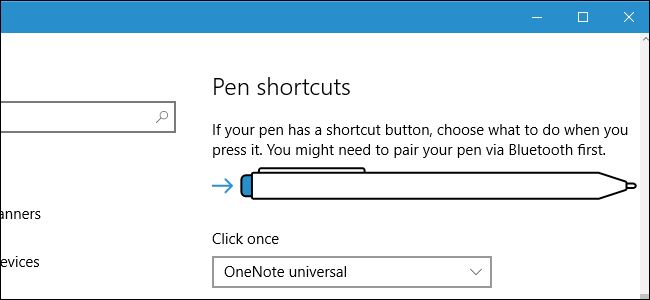 Pen shortcuts
If your pen has a shortcut button, choose what to do when you
press it. You might need to pair your pen via Bluetooth first.
anners
Click once
evices
OneNote universal